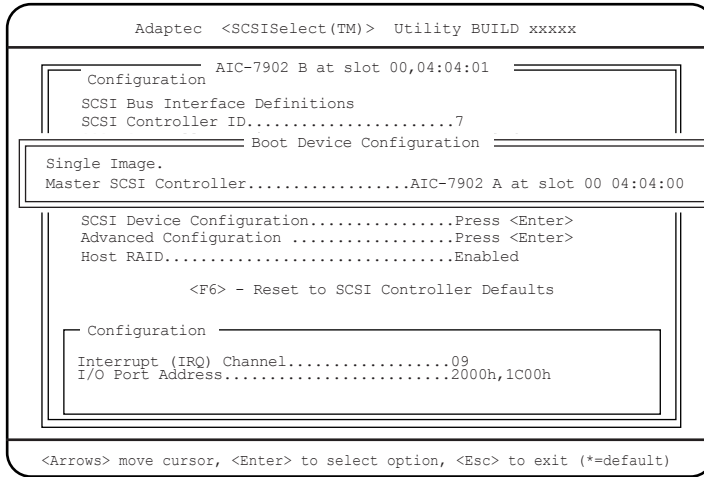 Adaptec <SCSISelect(TM)> Utility BUILD xxxxx
AIC-7902 B at slot 00,04:04:01
Configuration
SCSI Bus Interface Definitions
SCSI Controller ID.......................7
Boot Device Configuration
Single Image.
Master SCSI Controller..................AIC-7902 A at slot 00 04:04:00
SCSI Device Configuration................Press <Enter>
Advanced Configuration ..................Press <Enter>
Host RAID................................Enabled
<F6> - Reset to SCSI Controller Defaults
Configuration
Interrupt (IRQ) Channel..................09
I/O Port Address.........................2000h,1C00h
<Arrows> move cursor, <Enter> to select option, <Esc> to exit (*=default)